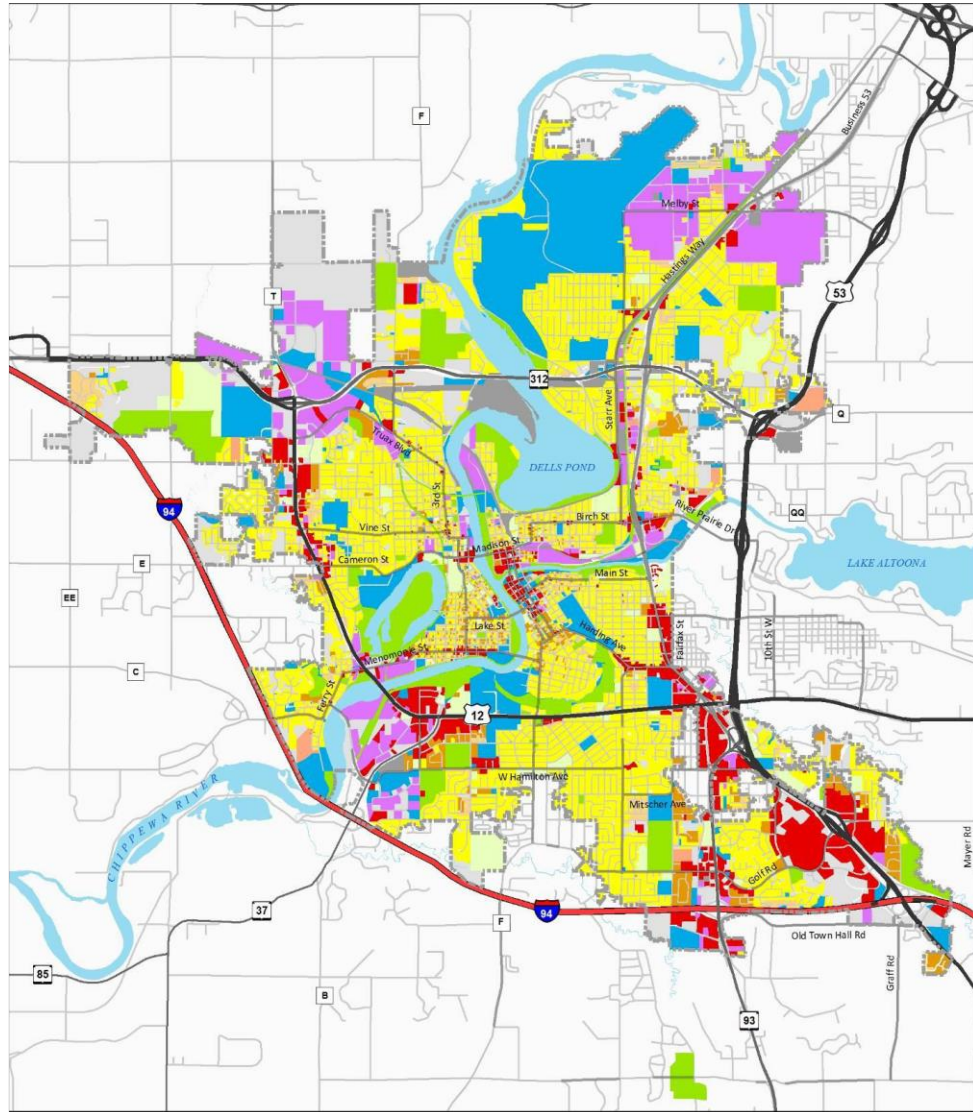 F
Business 53
Melby St
Hastings Way
T
53
312
Q
Starr Ave
Truax Blvd
3rd St
DELLS POND
94
Vine St
Birch St
River Prairie Dr
QQ
Madison St
Cameron St
E
Main St
LAKE ALTOONA
EE
Lake St
Harding Ave
Fairfax St
10th St W
Menomonie St
C
Ferry St
12
W Hamilton Ave
CHIPPEWA RIVER
Mitscher Ave
Mayer Rd
Golf Rd
37
F
94
Old Town Hall Rd
85
Graff Rd
B
93